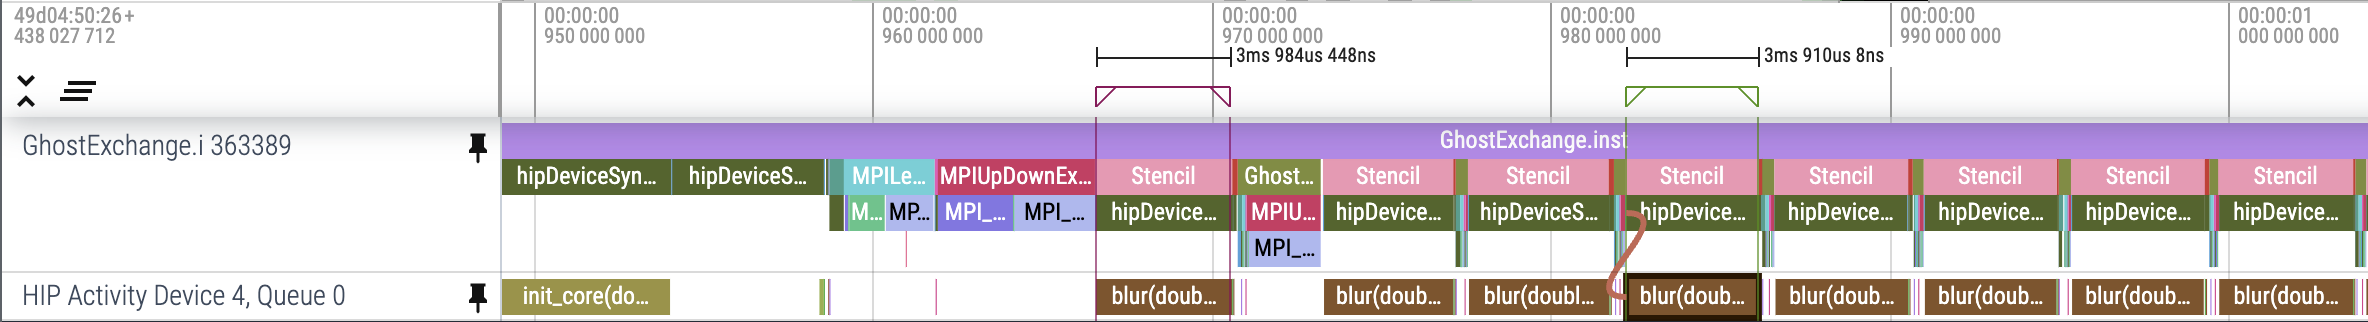 49d04:50:26+
438 027 712
00:00:00
950 000 000
00:00:00
960 000 000
00:00:00
970 000 000
00:00:00
980 000 000
00:00:00
990 000 000
00:00:01
000 000 000
3ms 984us 448ns
3ms 910us 8ns
GhostExchange.i 363389
GhostExchange.inst
hipDeviceSyn... hipDeviceS... MPILe... MPIUpDownEx... Stencil Ghost... Stencil Stencil Stencil Stencil Stencil Stencil Stencil
M... MP... MPI_... MPI_... hipDevice... MPIU... hipDevice... hipDeviceS... hipDevice... hipDevice... hipDevice... hipDevice... hipDevice...
MPI_...
HIP Activity Device 4, Queue 0
init_core(do... blur(doub... blur(doub... blur(doubl... blur(doub... blur(doub... blur(doub... blur(doub... blur(doub...